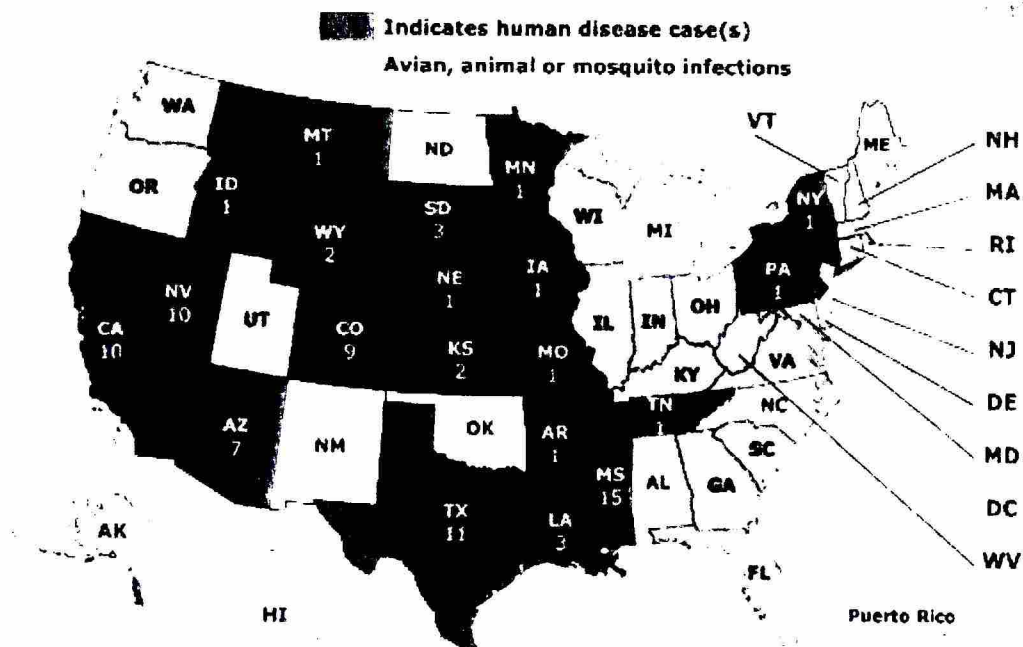 Indicates human disease case(s)
Avian, animal or mosquito infections
WA
MT
1
ND
MN
1
VT
ME
NH
OR
ID
1
SD
3
WI
MI
NY
1
MA
WY
2
RI
NV
10
NE
1
IA
1
PA
1
CT
CA
10
UT
CO
9
KS
2
MO
1
IL
IN
OH
NJ
KY
VA
DE
AZ
7
NM
OK
AR
1
TN
1
NC
MD
MS
15
AL
GA
SC
DC
AK
TX
11
LA
3
WV
FL
HI
Puerto Rico